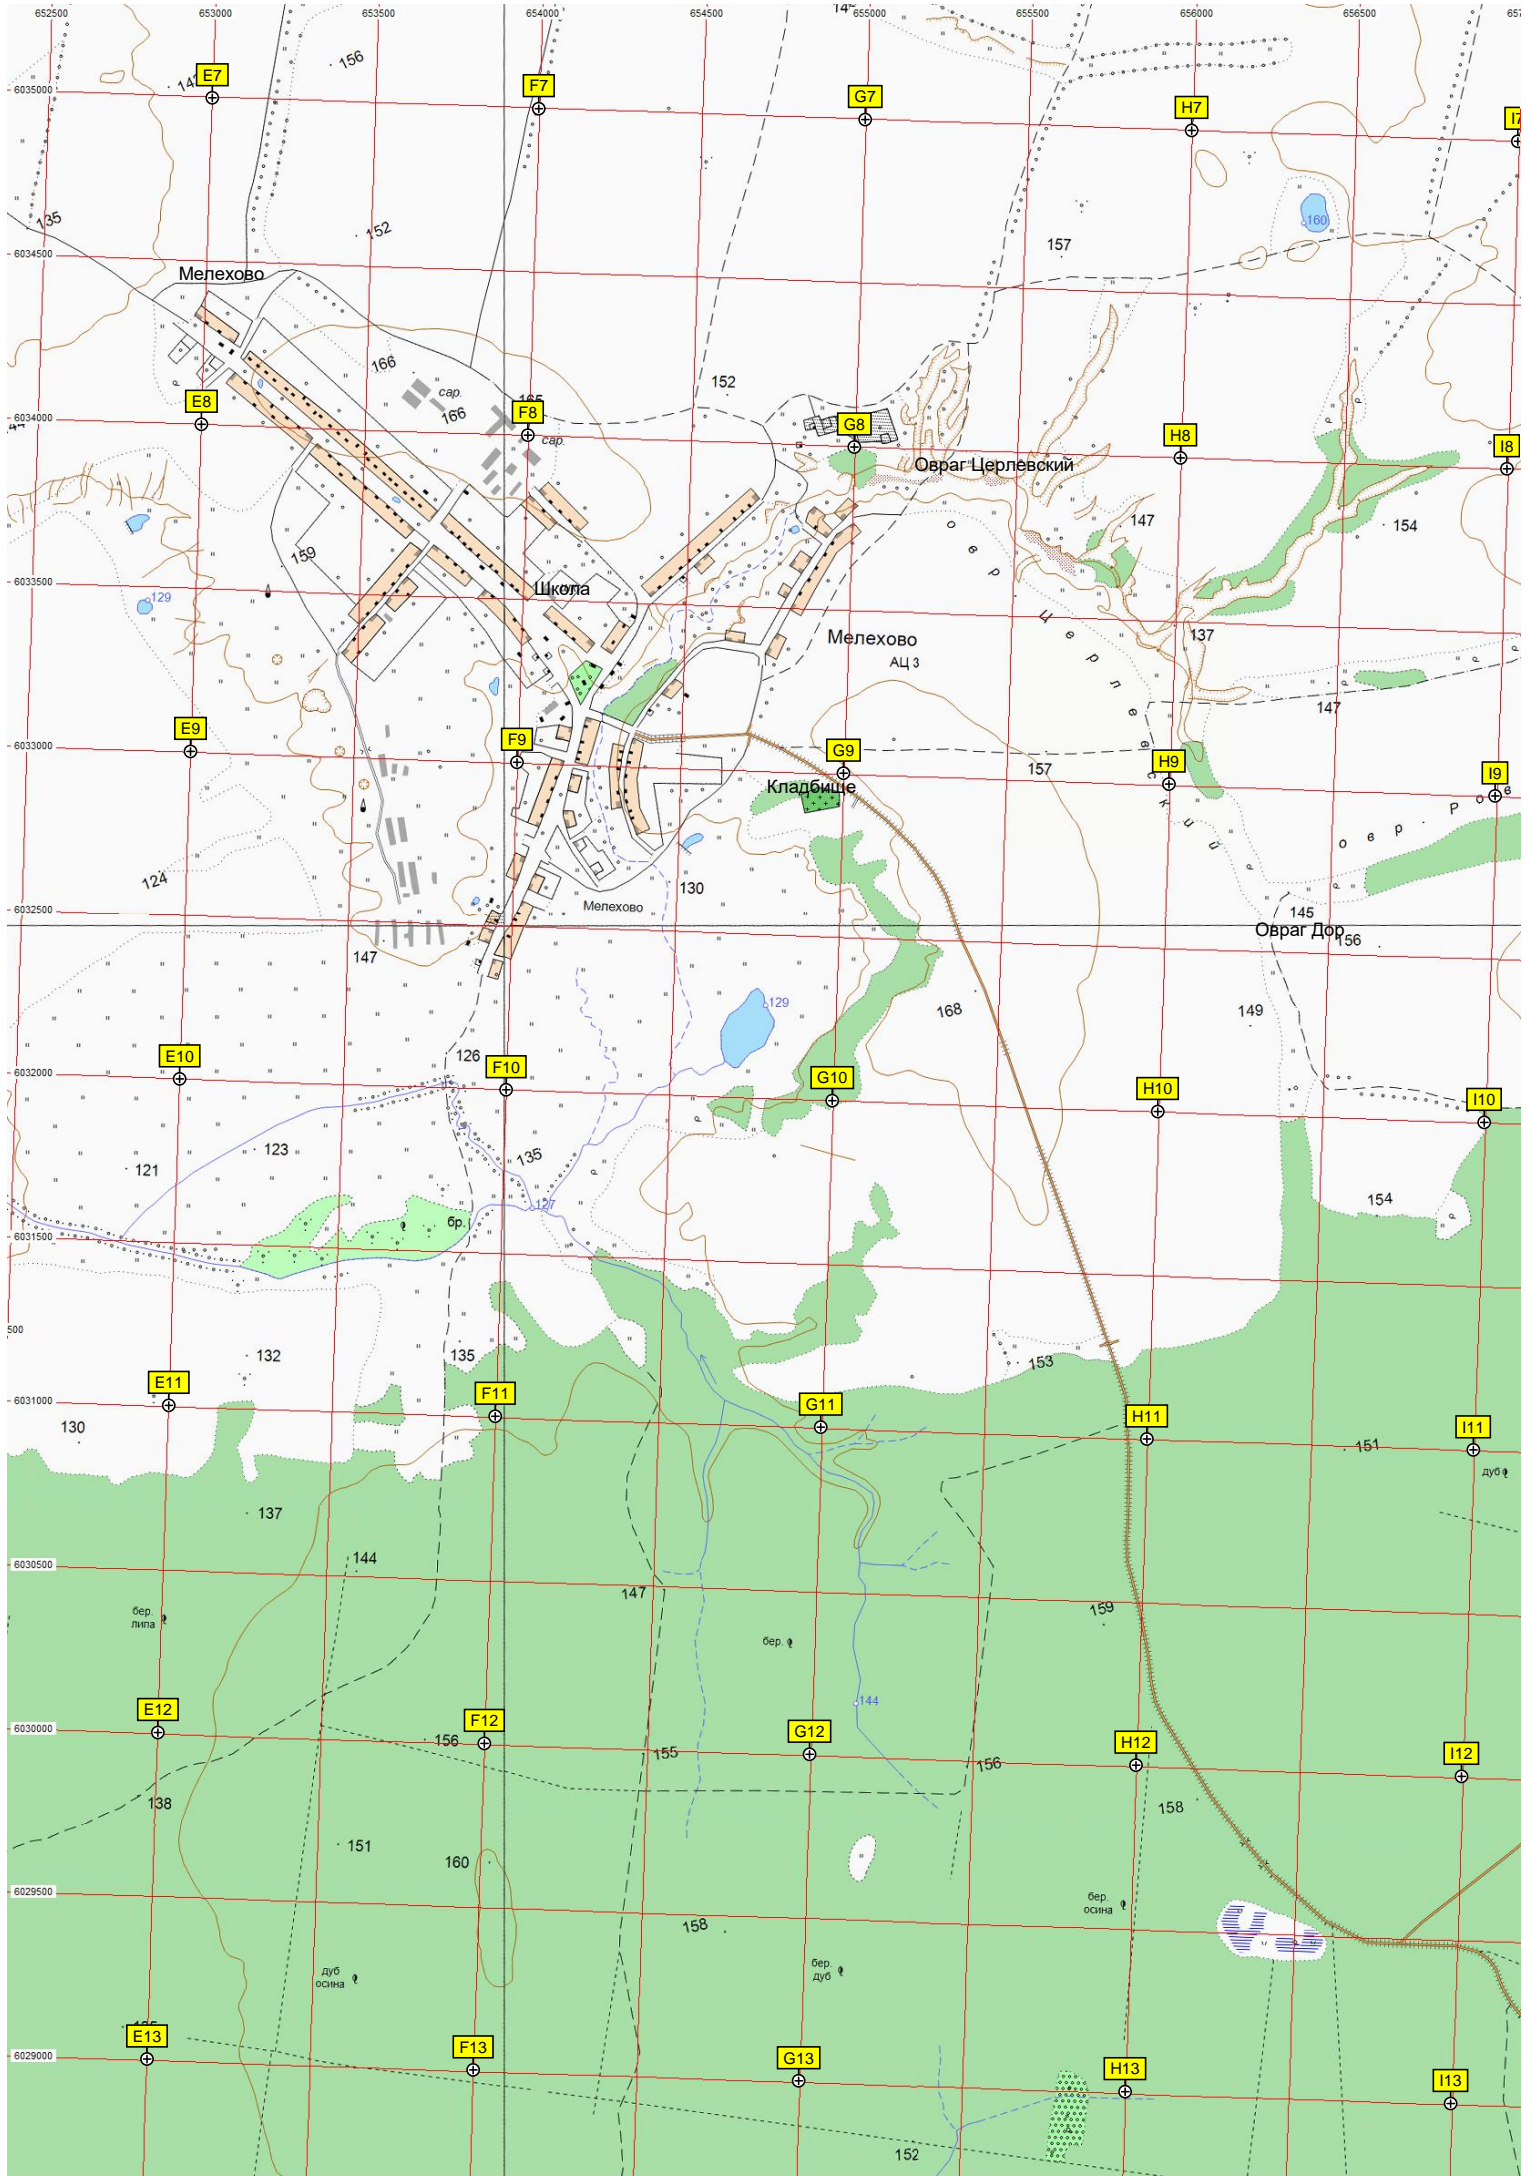 652500 653000 653500 654000 654500 655000 655500 656000 656500
156
E7
F7
G7
H7
6035000
135
152
157
160
6034500
Мелехово
166
сар.
166
152
E8
F8
G8
H8
I8
6034000
сар.
Овраг Церлевский
147
154
159
о в р Ц е р л е в с к и й
6033500
129
Школа
137
Мелехово
АЦ 3
147
E9
F9
G9
H9
I9
6033000
157
Кладбище
124
130
6032500
Мелехово
145
Овраг Дор
156
147
129
168
149
126
E10
F10
G10
H10
I10
6032000
135
123
121
127
154
бр.
6031500
500
132
135
153
E11
F11
G11
H11
I11
6031000
130
151
дуб
137
144
6030500
147
159
бер.
липа
бер.
144
E12
F12
G12
H12
I12
6030000
156
155
156
138
158
151
160
6029500
бер.
осина
158
дуб
осина
бер.
дуб
E13
F13
G13
H13
I13
6029000
152